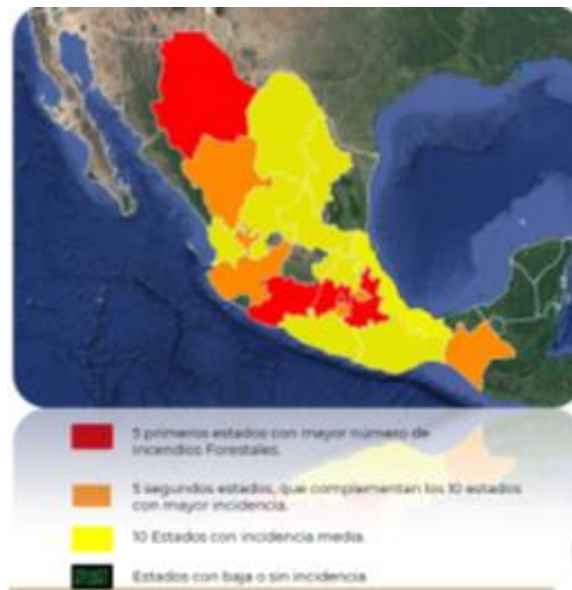 5 primeros estados con mayor número de
Incendios Forestales.
5 segundos estados, que complementan los 10 estados
con mayor incidencia.
10 Estados con incidencia media.
Estados con baja o sin incidencia